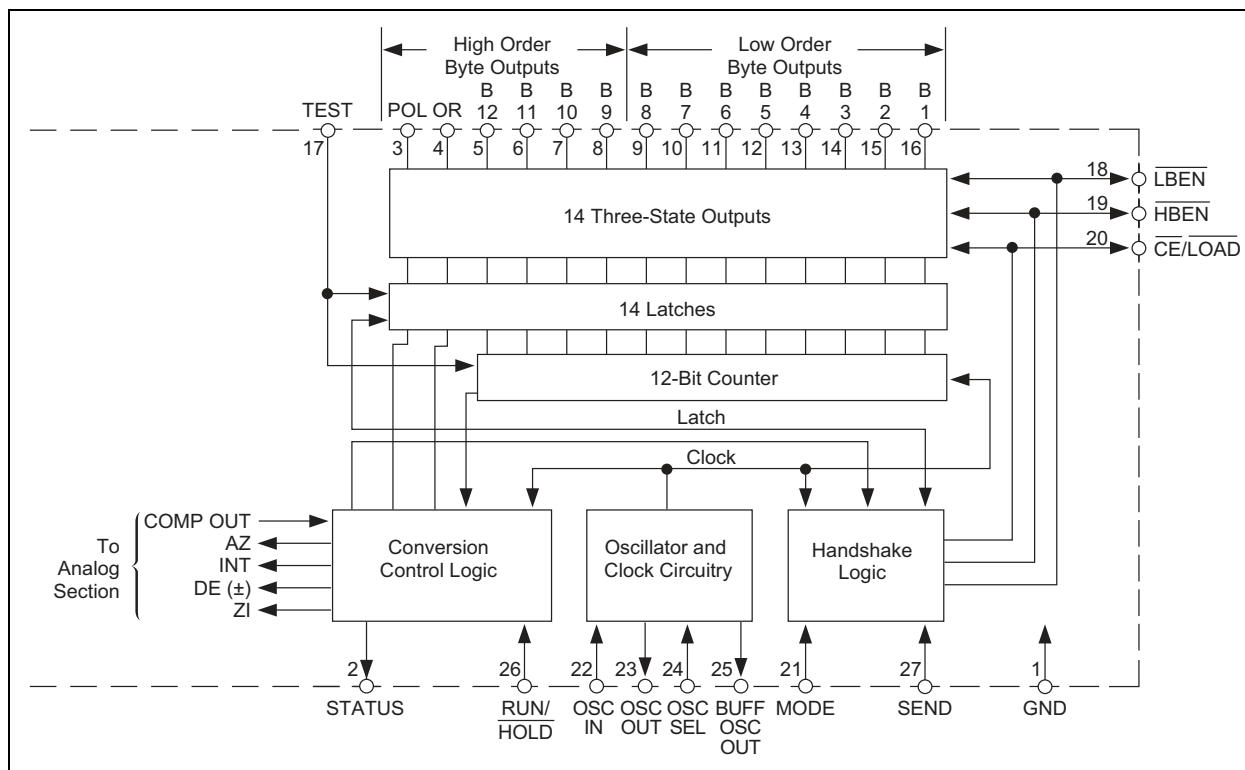 High Order
Byte Outputs
Low Order
Byte Outputs
TEST
POL OR
B B B B B B B B B B B B
12 11 10 9 8 7 6 5 4 3 2 1
17 3 4 5 6 7 8 9 10 11 12 13 14 15 16
18 LBEN
19 HBEN
20 CE/LOAD
14 Three-State Outputs
14 Latches
12-Bit Counter
Latch
Clock
To
Analog
Section
COMP OUT
AZ
INT
DE (±)
ZI
Conversion
Control Logic
Oscillator and
Clock Circuitry
Handshake
Logic
2 26 22 23 24 25 21 27 1
STATUS
RUN/
HOLD
OSC
IN
OSC
OUT
OSC
SEL
BUFF
OSC
OUT
MODE
SEND
GND